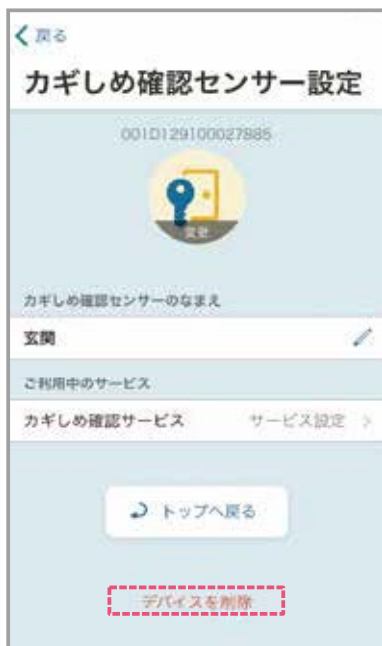 戻る
カギしめ確認センサー設定
001D129100027885
変更
カギしめ確認センサーのなまえ
玄関
ご利用中のサービス
カギしめ確認サービス サービス設定
トップへ戻る
デバイスを削除